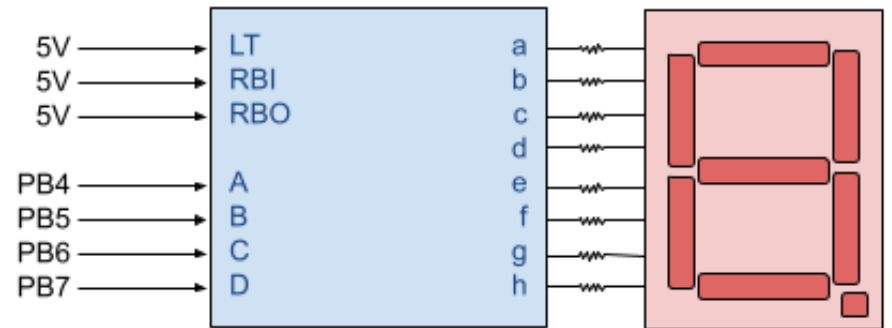 5V LT a
5V RBI b
5V RBO c
d
PB4 A e
PB5 B f
PB6 C g
PB7 D h